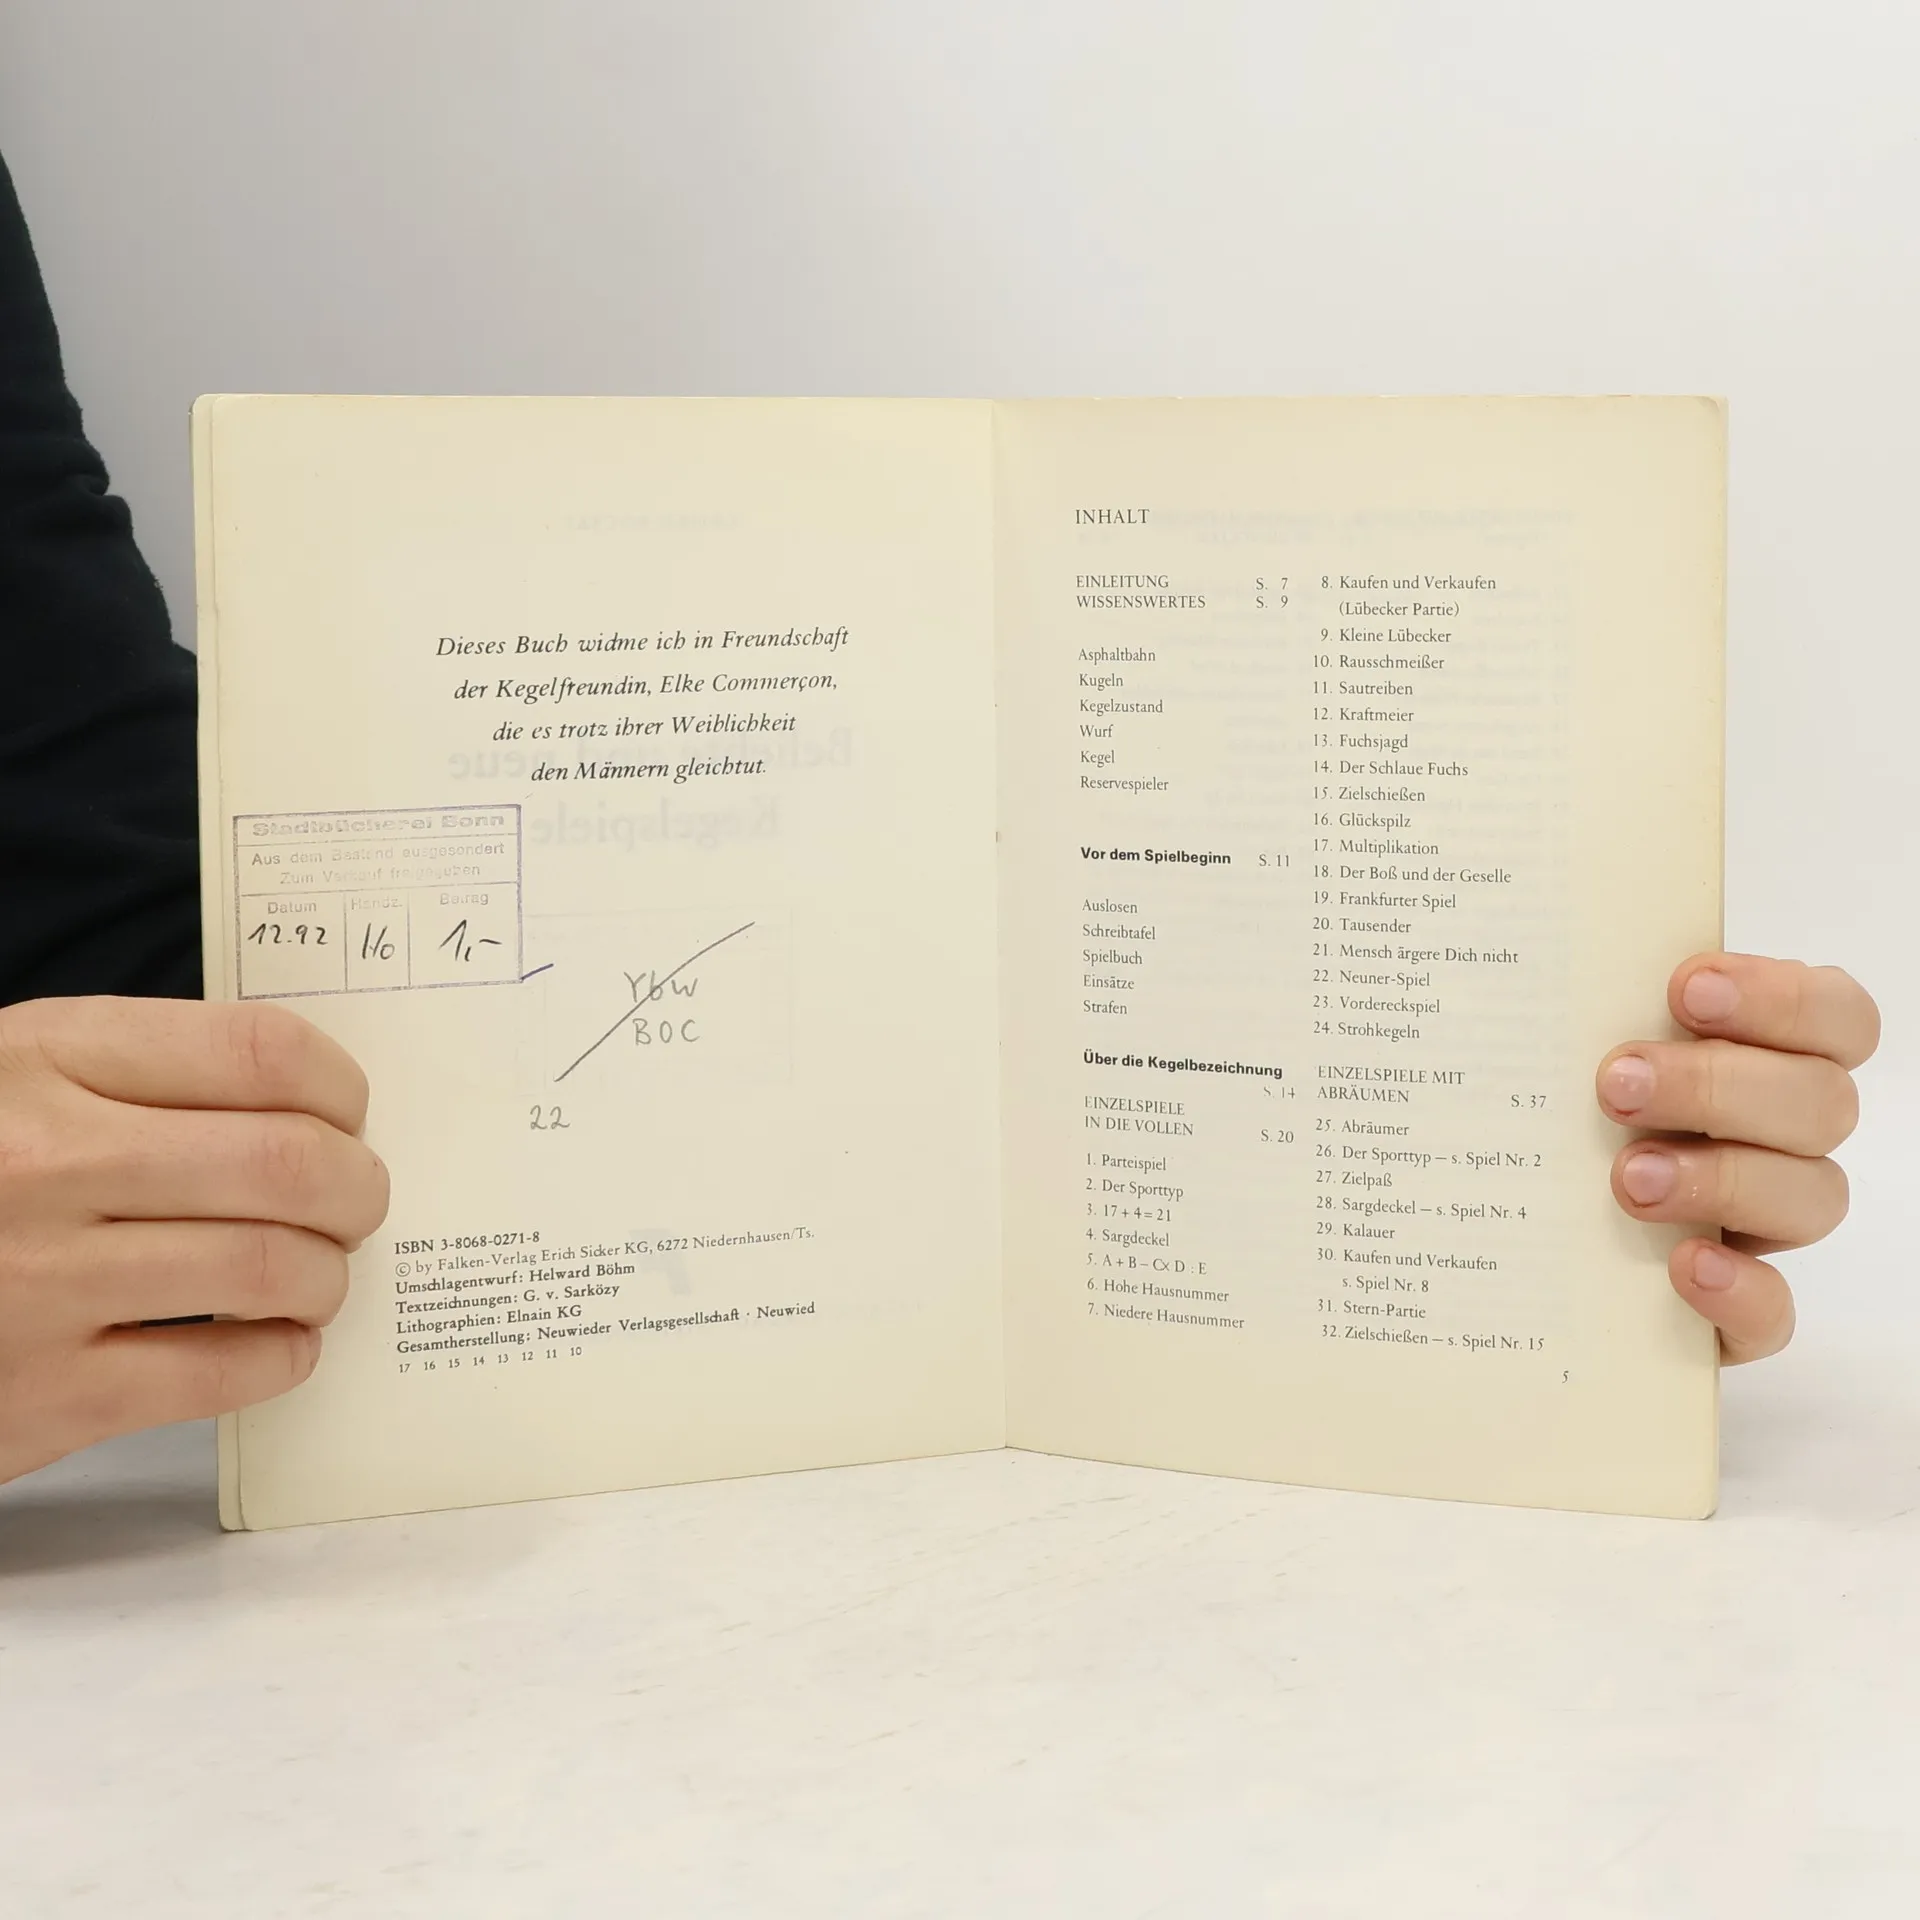 Dieses Buch widme ich in Freundschaft
der Kegelfreundin, Elke Commerçon,
die es trotz ihrer Weiblichkeit
den Männern gleichtut.
Stadtbücherei Bonn
Aus dem Bestand ausgesondert
Zum Verkauf freigegeben
Datum Handz. Betrag
12.92 1,-
Ybw
BOC
22
ISBN 3-8068-0271-8
© by Falken-Verlag Erich Sicker KG, 6272 Niedernhausen/Ts.
Umschlagentwurf: Helward Böhm
Textzeichnungen: G. v. Sarközy
Lithographien: Elnain KG
Gesamtherstellung: Neuwieder Verlagsgesellschaft · Neuwied
17 16 15 14 13 12 11 10
INHALT
EINLEITUNG S. 7
WISSENSWERTES S. 9
Asphaltbahn
Kugeln
Kegelzustand
Wurf
Kegel
Reservespieler
Vor dem Spielbeginn S. 11
Auslosen
Schreibtafel
Spielbuch
Einsätze
Strafen
Über die Kegelbezeichnung
S. 14
EINZELSPIELE
IN DIE VOLLEN S. 20
1. Parteispiel
2. Der Sporttyp
3. 17 + 4 = 21
4. Sargdeckel
5. A + B – C x D : E
6. Hohe Hausnummer
7. Niedere Hausnummer
8. Kaufen und Verkaufen
(Lübecker Partie)
9. Kleine Lübecker
10. Rausschmeißer
11. Sautreiben
12. Kraftmeier
13. Fuchsjagd
14. Der Schlaue Fuchs
15. Zielschießen
16. Glückspilz
17. Multiplikation
18. Der Boß und der Geselle
19. Frankfurter Spiel
20. Tausender
21. Mensch ärgere Dich nicht
22. Neuner-Spiel
23. Vordereckspiel
24. Strohkegeln
EINZELSPIELE MIT
ABRÄUMEN S. 37
25. Abräumer
26. Der Sporttyp – s. Spiel Nr. 2
27. Zielpaß
28. Sargdeckel – s. Spiel Nr. 4
29. Kalauer
30. Kaufen und Verkaufen
s. Spiel Nr. 8
31. Stern-Partie
32. Zielschießen – s. Spiel Nr. 15
5